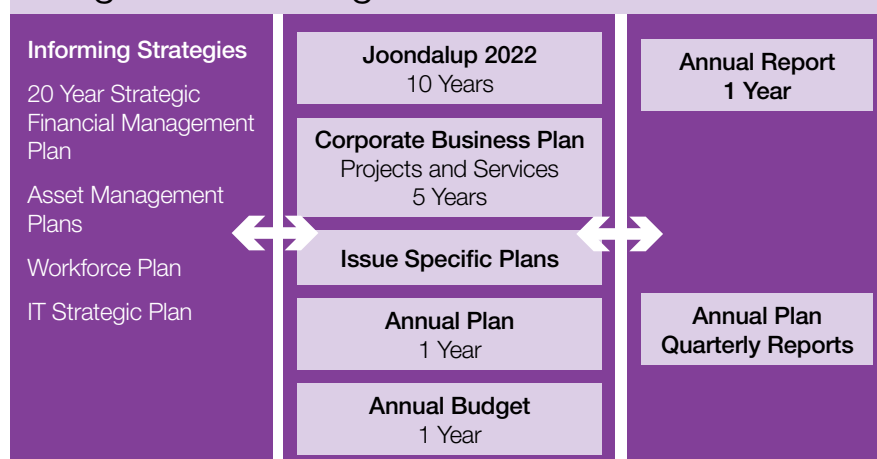 Informing Strategies
20 Year Strategic
Financial Management
Plan
Asset Management
Plans
Workforce Plan
IT Strategic Plan
Joondalup 2022
10 Years
Corporate Business Plan
Projects and Services
5 Years
Issue Specific Plans
Annual Plan
1 Year
Annual Budget
1 Year
Annual Report
1 Year
Annual Plan
Quarterly Reports